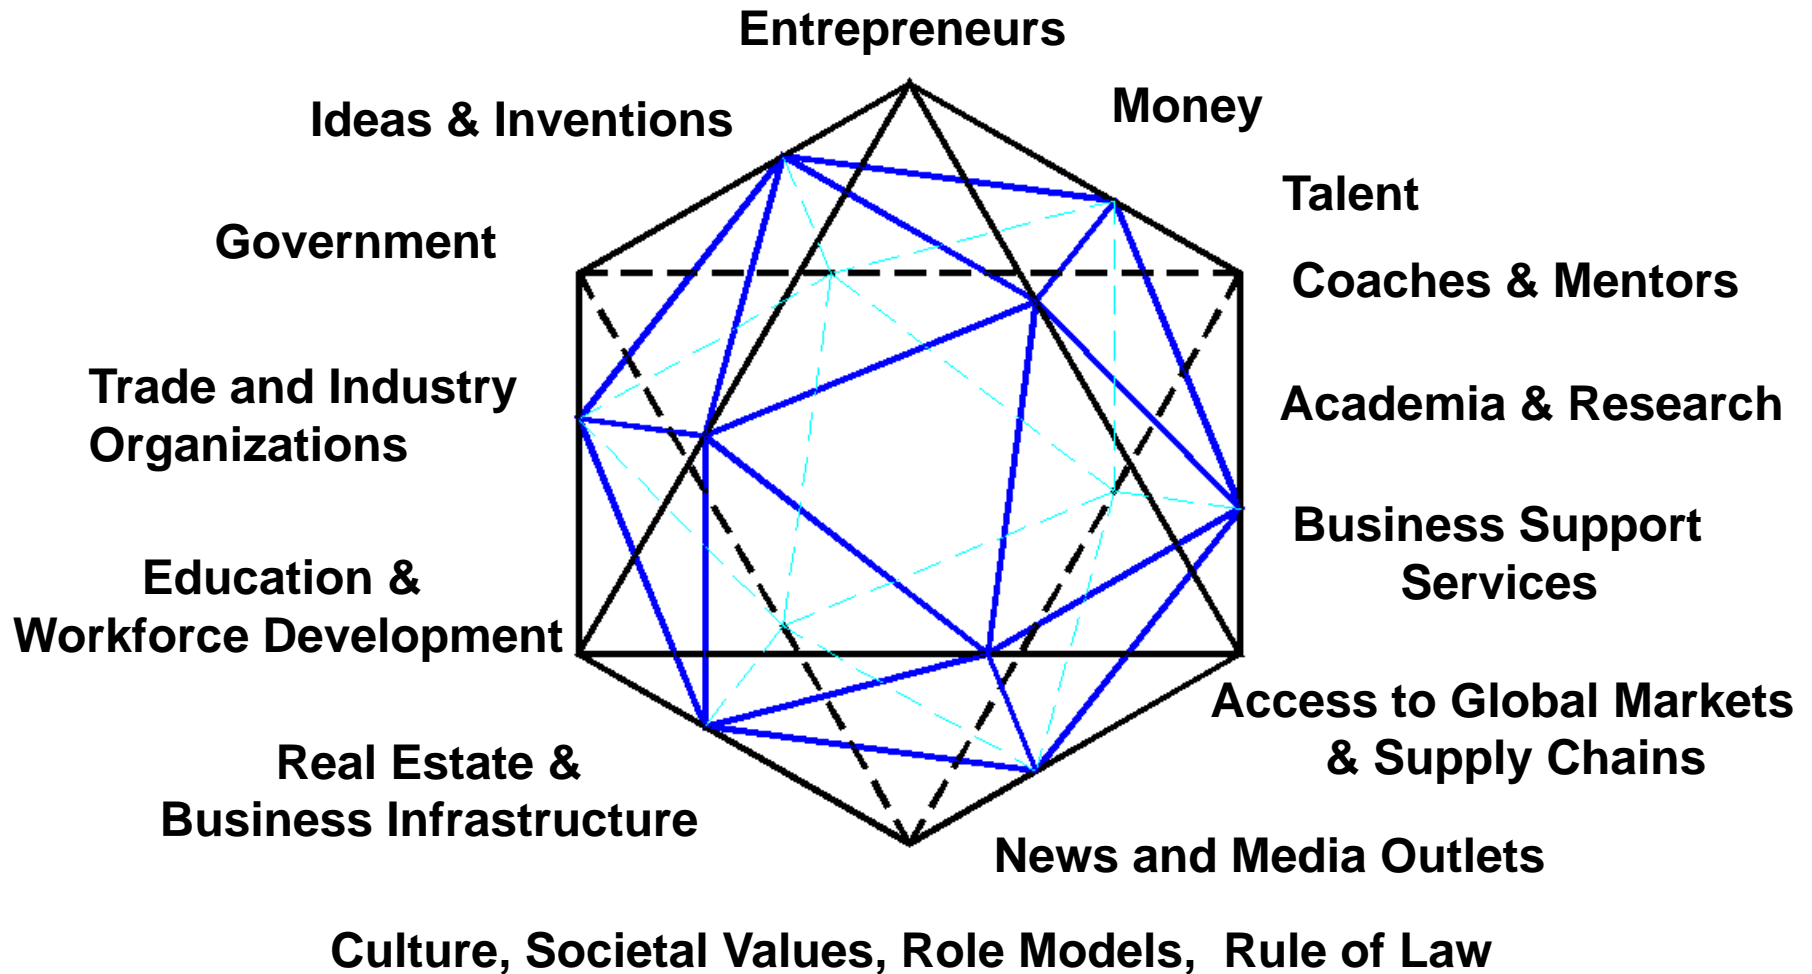 Entrepreneurs
Ideas & Inventions
Money
Talent
Government
Coaches & Mentors
Trade and Industry
Organizations
Academia & Research
Business Support
Services
Education &
Workforce Development
Access to Global Markets
& Supply Chains
Real Estate &
Business Infrastructure
News and Media Outlets
Culture, Societal Values, Role Models,  Rule of Law